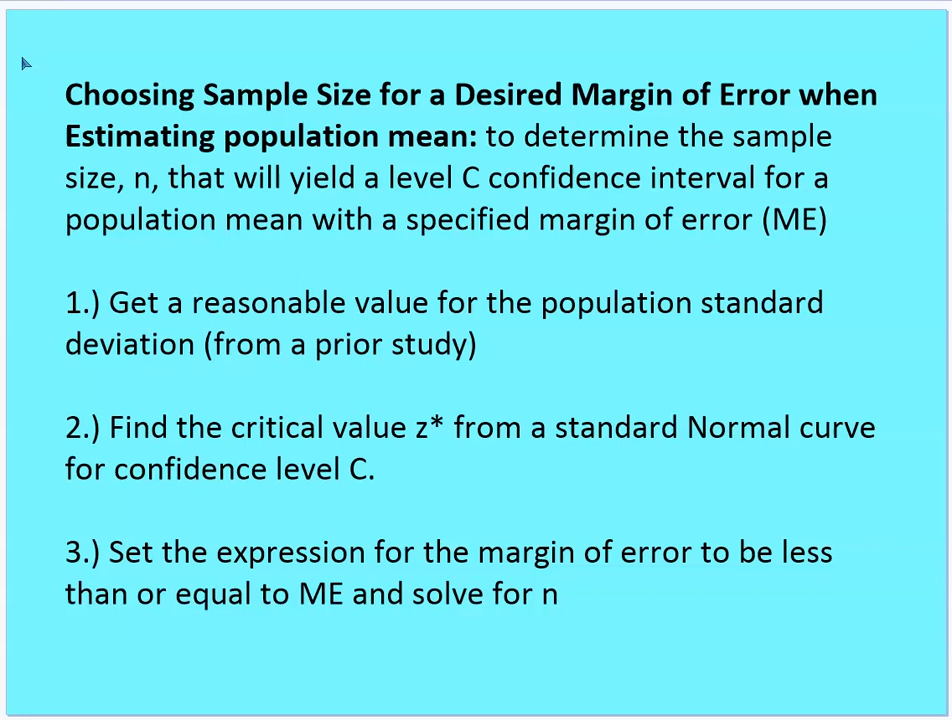 Choosing Sample Size for a Desired Margin of Error when
Estimating population mean: to determine the sample
size, n, that will yield a level C confidence interval for a
population mean with a specified margin of error (ME)
1.) Get a reasonable value for the population standard
deviation (from a prior study)
2.) Find the critical value z* from a standard Normal curve
for confidence level C.
3.) Set the expression for the margin of error to be less
than or equal to ME and solve for n